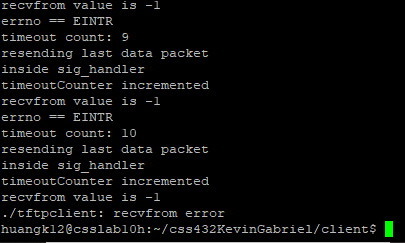 recvfrom value is -1
errno == EINTR
timeout count: 9
resending last data packet
inside sig_handler
timeoutCounter incremented
recvfrom value is -1
errno == EINTR
timeout count: 10
resending last data packet
inside sig_handler
timeoutCounter incremented
recvfrom value is -1
./tftpclient: recvfrom error
huangk12@csslab10h:~/css432KevinGabriel/client$